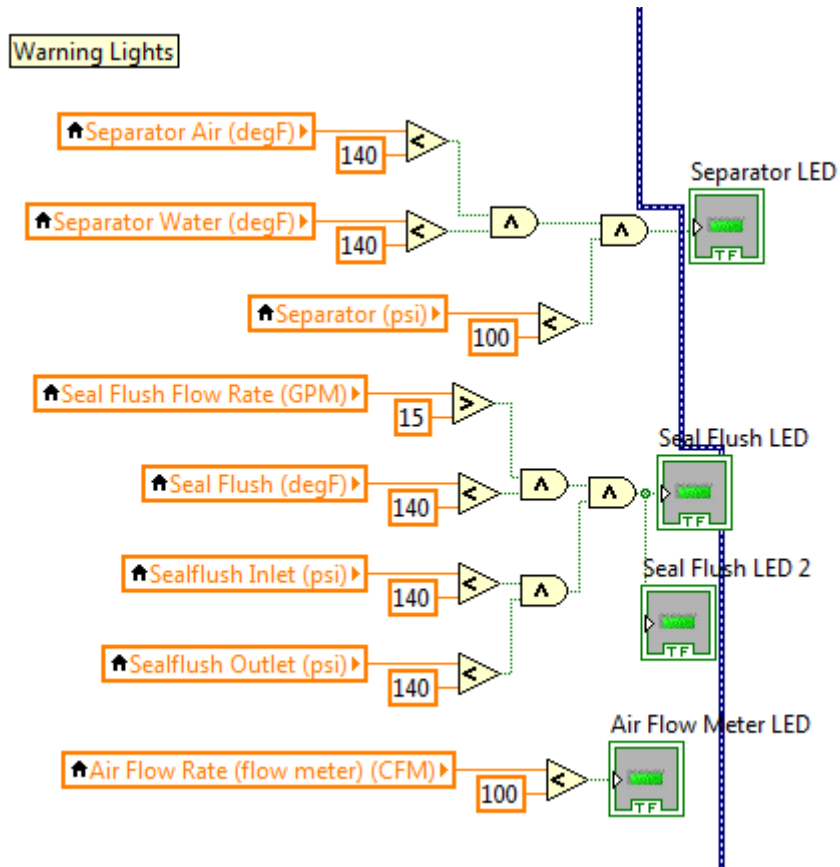 Warning Lights
Separator Air (degF)
<
140
Separator LED
Separator Water (degF)
<
140
∧
∧
TF
Separator (psi)
<
100
Seal Flush Flow Rate (GPM)
>
15
Seal Flush LED
Seal Flush (degF)
<
140
∧
∧
TF
Sealflush Inlet (psi)
<
140
∧
Seal Flush LED 2
TF
Sealflush Outlet (psi)
<
140
Air Flow Meter LED
Air Flow Rate (flow meter) (CFM)
<
100
TF